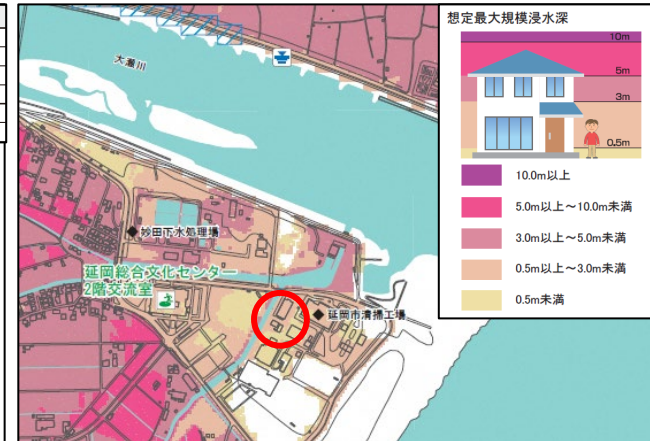 大瀬川
妙田下水処理場
延岡総合文化センター
2階交流室
延岡市清掃工場
想定最大規模浸水深
10m
5m
3m
0.5m
10.0m以上
5.0m以上～10.0m未満
3.0m以上～5.0m未満
0.5m以上～3.0m未満
0.5m未満